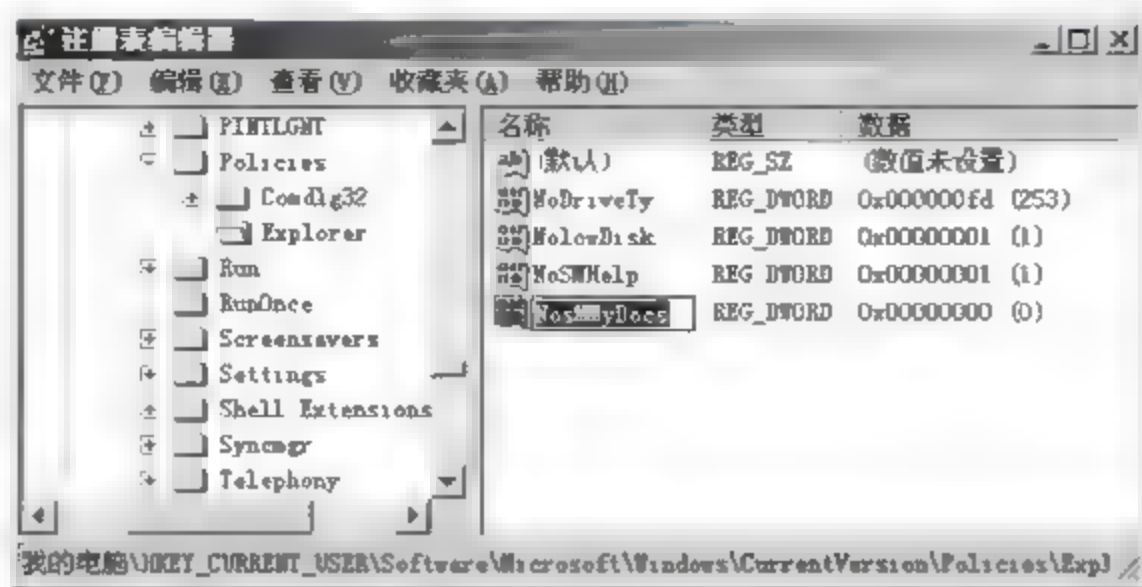 注册表编辑器
文件(F) 编辑(E) 查看(V) 收藏夹(A) 帮助(H)
PINTLGNT
Policies
Comdlg32
Explorer
Run
RunOnce
Screensavers
Settings
Shell Extensions
Syncmgr
Telephony
名称 类型 数据
(默认) REG_SZ (数值未设置)
NoDriveTy REG_DWORD 0x000000fd (253)
NolowDisk REG_DWORD 0x00000001 (1)
NoSMHelp REG_DWORD 0x00000001 (1)
NosMMyDocs REG_DWORD 0x00000000 (0)
我的电脑\HKEY_CURRENT_USER\Software\Microsoft\Windows\CurrentVersion\Policies\Expl